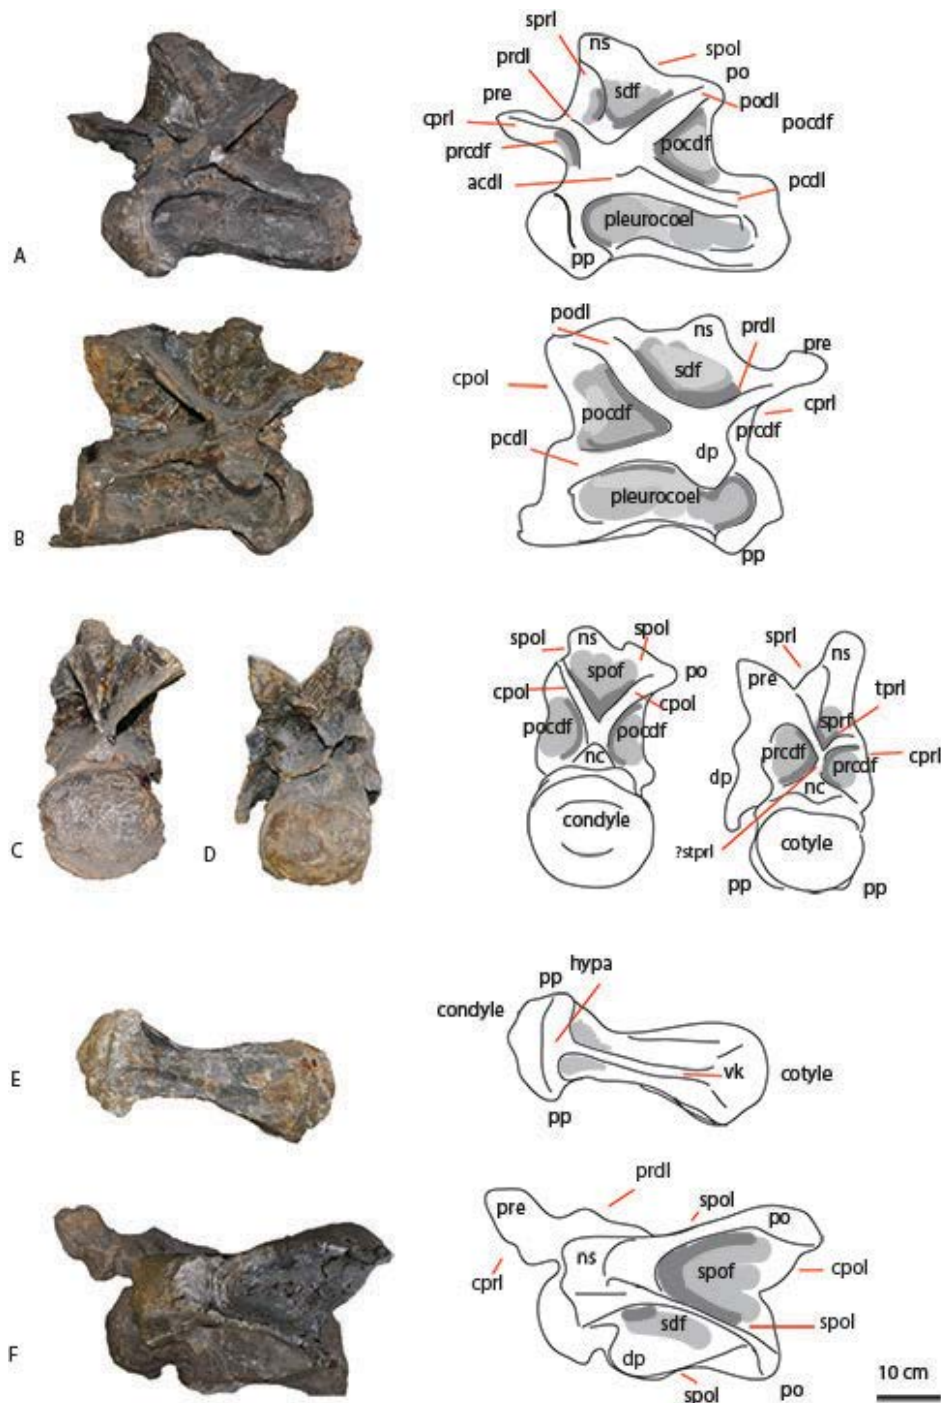 sprl
ns
spol
prdl
po
pre
sdf
podl
cprl
pocdf
pocdf
prcdf
acdl
pcdl
pleurocoel
A
pp
podl
ns
prdl
pre
cpol
sdf
cprl
pocdf
prcdf
pcdl
dp
pleurocoel
B
pp
spol
ns
spol
sprl
ns
spof
po
pre
tprl
cpol
cpol
sprf
pocdf
pocdf
prcdf
prcdf
cprl
nc
dp
nc
condyle
cotyle
C
D
?stprl
pp
pp
hypa
pp
condyle
E
vk
cotyle
pp
prdl
spol
pre
po
ns
spof
cpol
cprl
sdf
spol
F
dp
spol
po
10 cm